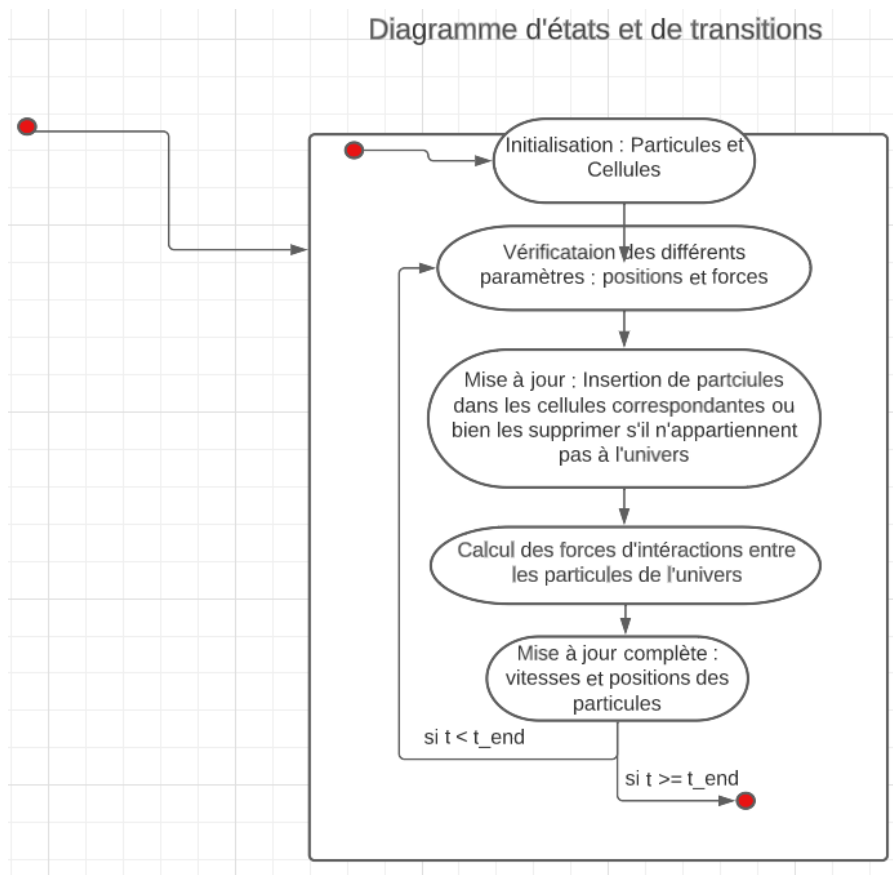 Diagramme d'états et de transitions
Initialisation : Particules et
Cellules
Vérificataion des différents
paramètres : positions et forces
Mise à jour : Insertion de partciules
dans les cellules correspondantes ou
bien les supprimer s'il n'appartiennent
pas à l'univers
Calcul des forces d'intéractions entre
les particules de l'univers
Mise à jour complète :
vitesses et positions des
particules
si t < t_end
si t >= t_end